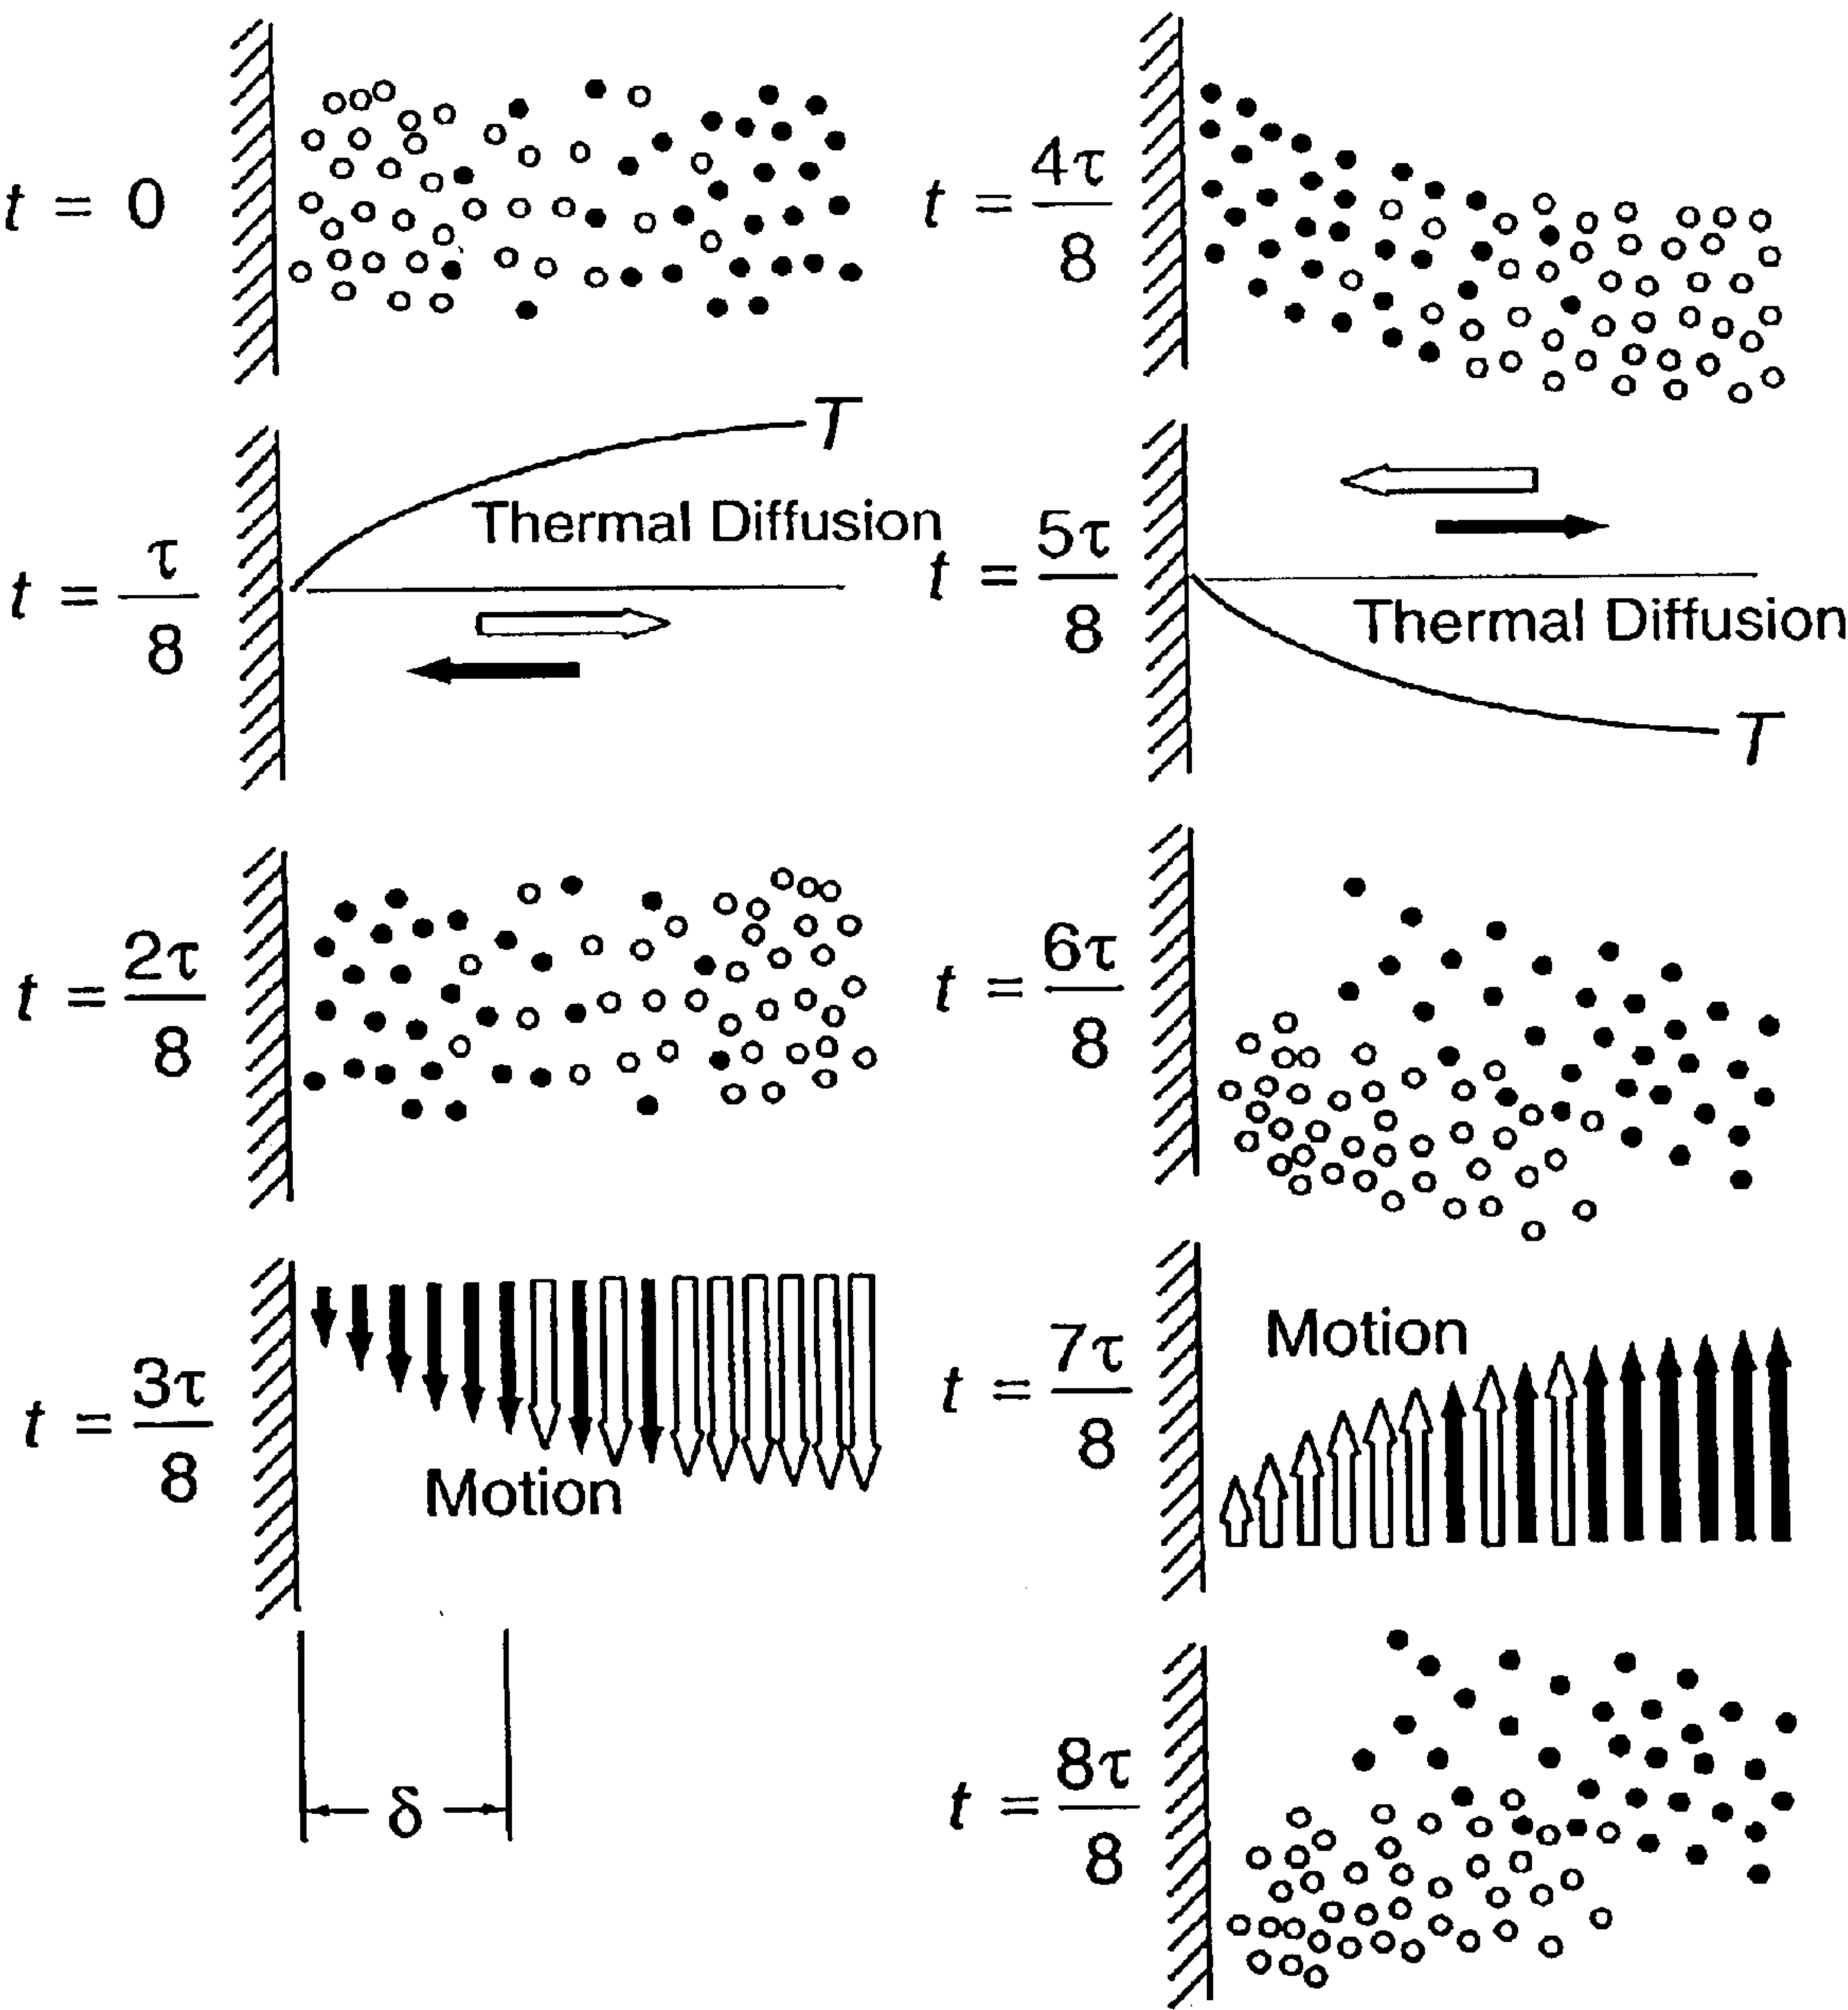 t = 0
T
Thermal Diffusion
t = τ/8
t = 2τ/8
t = 3τ/8
Motion
δ
t = 4τ/8
t = 5τ/8
Thermal Diffusion
T
t = 6τ/8
Motion
t = 7τ/8
t = 8τ/8